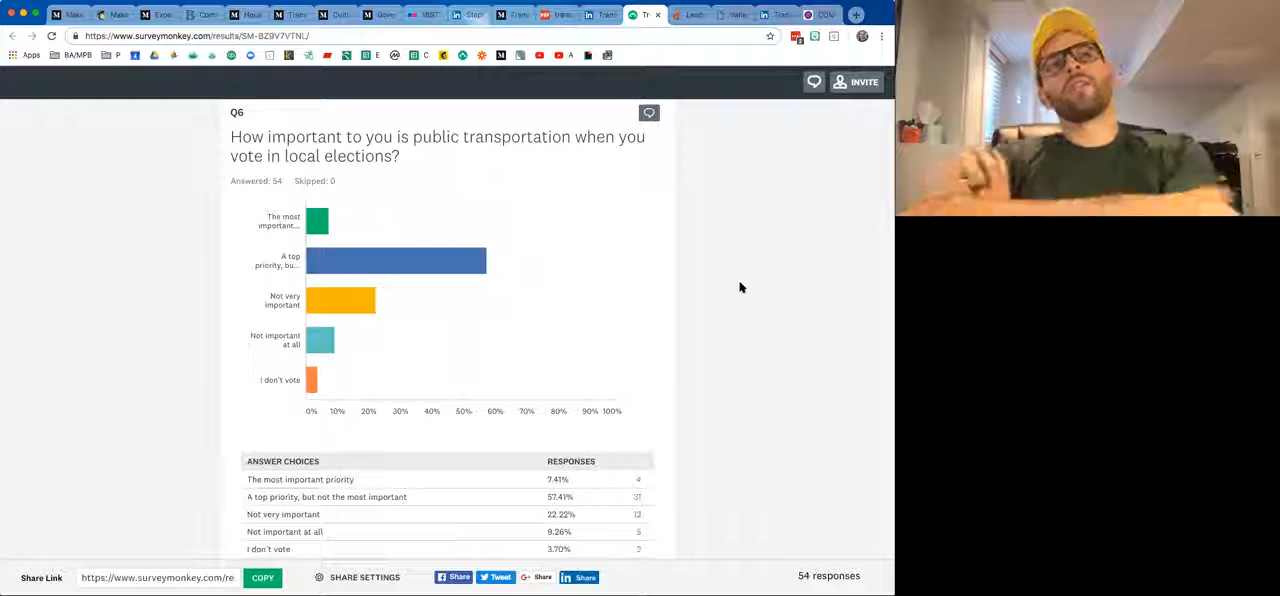 https://www.surveymonkey.com/results/SM-BZ9V7VTNL/
Apps BA/MPB P E C A
INVITE
Q6
How important to you is public transportation when you
vote in local elections?
Answered: 54 Skipped: 0
The most
important...
A top
priority, bu...
Not very
important
Not important
at all
I don't vote
0% 10% 20% 30% 40% 50% 60% 70% 80% 90% 100%
ANSWER CHOICES RESPONSES
The most important priority 7.41% 4
A top priority, but not the most important 57.41% 31
Not very important 22.22% 12
Not important at all 9.26% 5
I don't vote 3.70% 2
Share Link https://www.surveymonkey.com/re COPY SHARE SETTINGS Share Tweet Share Share 54 responses